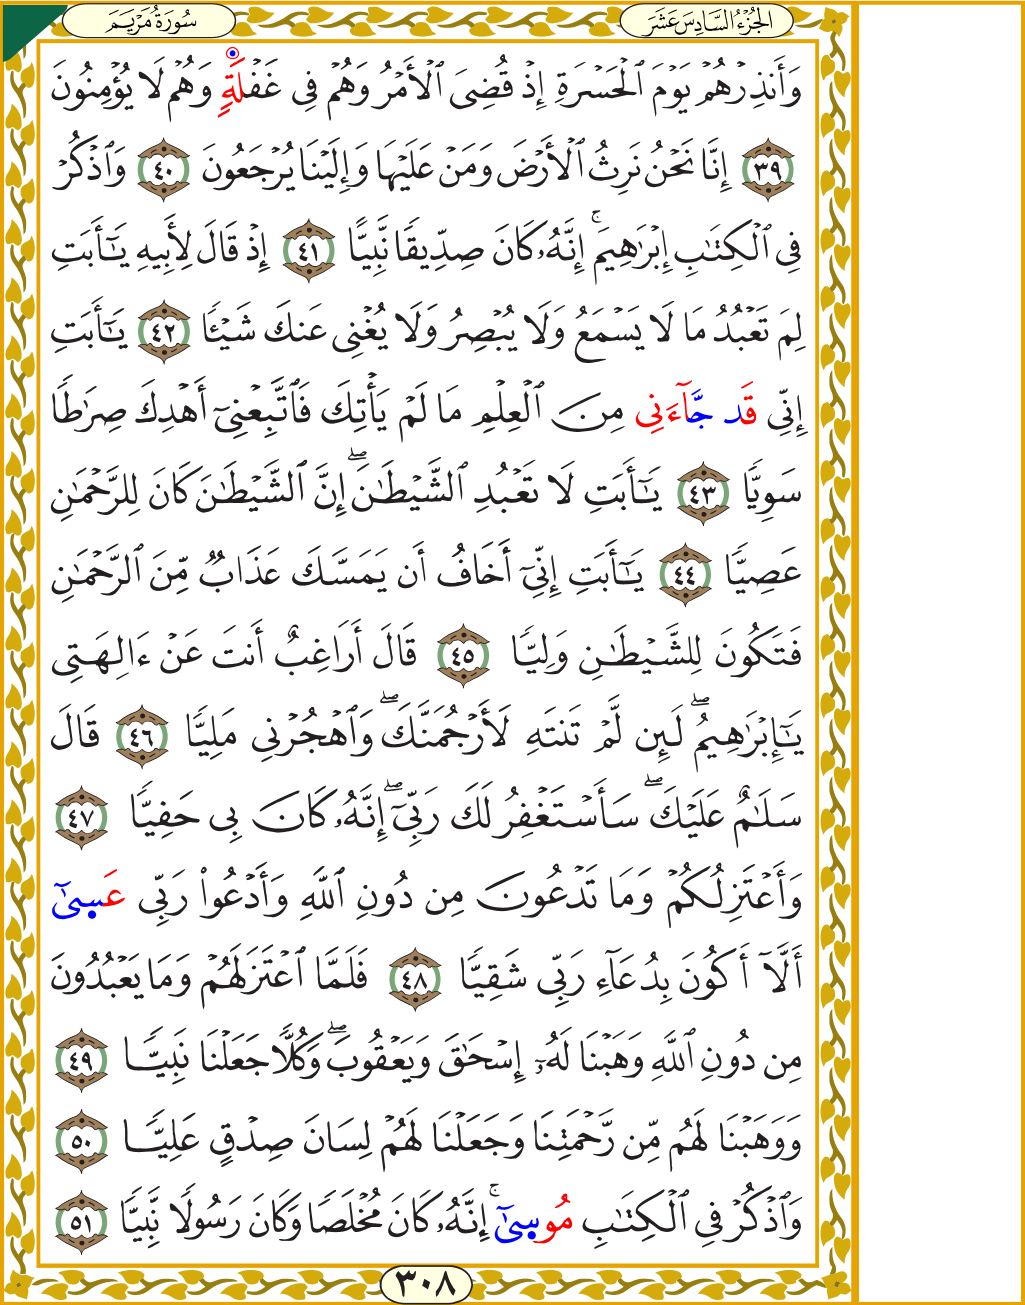 الجُزْءُ السَّادِسَ عَشَرَ
سُورَةُ مَرْيَمَ
وَأَنذِرْهُمْ يَوْمَ ٱلْحَسْرَةِ إِذْ قُضِىَ ٱلْأَمْرُ وَهُمْ فِى غَفْلَةٍ وَهُمْ لَا يُؤْمِنُونَ
٣٩ إِنَّا نَحْنُ نَرِثُ ٱلْأَرْضَ وَمَنْ عَلَيْهَا وَإِلَيْنَا يُرْجَعُونَ ٤٠ وَٱذْكُرْ
فِى ٱلْكِتَٰبِ إِبْرَٰهِيمَ ۚ إِنَّهُۥ كَانَ صِدِّيقًا نَّبِيًّا ٤١ إِذْ قَالَ لِأَبِيهِ يَٰٓأَبَتِ
لِمَ تَعْبُدُ مَا لَا يَسْمَعُ وَلَا يُبْصِرُ وَلَا يُغْنِى عَنكَ شَيْـًٔا ٤٢ يَٰٓأَبَتِ
إِنِّى قَد جَّآءَنِى مِنَ ٱلْعِلْمِ مَا لَمْ يَأْتِكَ فَٱتَّبِعْنِىٓ أَهْدِكَ صِرَٰطًا
سَوِيًّا ٤٣ يَٰٓأَبَتِ لَا تَعْبُدِ ٱلشَّيْطَٰنَ ۖ إِنَّ ٱلشَّيْطَٰنَ كَانَ لِلرَّحْمَٰنِ
عَصِيًّا ٤٤ يَٰٓأَبَتِ إِنِّىٓ أَخَافُ أَن يَمَسَّكَ عَذَابٌ مِّنَ ٱلرَّحْمَٰنِ
فَتَكُونَ لِلشَّيْطَٰنِ وَلِيًّا ٤٥ قَالَ أَرَاغِبٌ أَنتَ عَنْ ءَالِهَتِى
يَٰٓإِبْرَٰهِيمُ ۖ لَئِن لَّمْ تَنتَهِ لَأَرْجُمَنَّكَ ۖ وَٱهْجُرْنِى مَلِيًّا ٤٦ قَالَ
سَلَٰمٌ عَلَيْكَ ۖ سَأَسْتَغْفِرُ لَكَ رَبِّىٓ ۖ إِنَّهُۥ كَانَ بِى حَفِيًّا ٤٧
وَأَعْتَزِلُكُمْ وَمَا تَدْعُونَ مِن دُونِ ٱللَّهِ وَأَدْعُوا۟ رَبِّى عَسِىٰٓ
أَلَّآ أَكُونَ بِدُعَآءِ رَبِّى شَقِيًّا ٤٨ فَلَمَّا ٱعْتَزَلَهُمْ وَمَا يَعْبُدُونَ
مِن دُونِ ٱللَّهِ وَهَبْنَا لَهُۥٓ إِسْحَٰقَ وَيَعْقُوبَ ۖ وَكُلًّا جَعَلْنَا نَبِيًّا ٤٩
وَوَهَبْنَا لَهُم مِّن رَّحْمَتِنَا وَجَعَلْنَا لَهُمْ لِسَانَ صِدْقٍ عَلِيًّا ٥٠
وَٱذْكُرْ فِى ٱلْكِتَٰبِ مُوسِىٰٓ ۚ إِنَّهُۥ كَانَ مُخْلَصًا وَكَانَ رَسُولًا نَّبِيًّا ٥١
٣٠٨